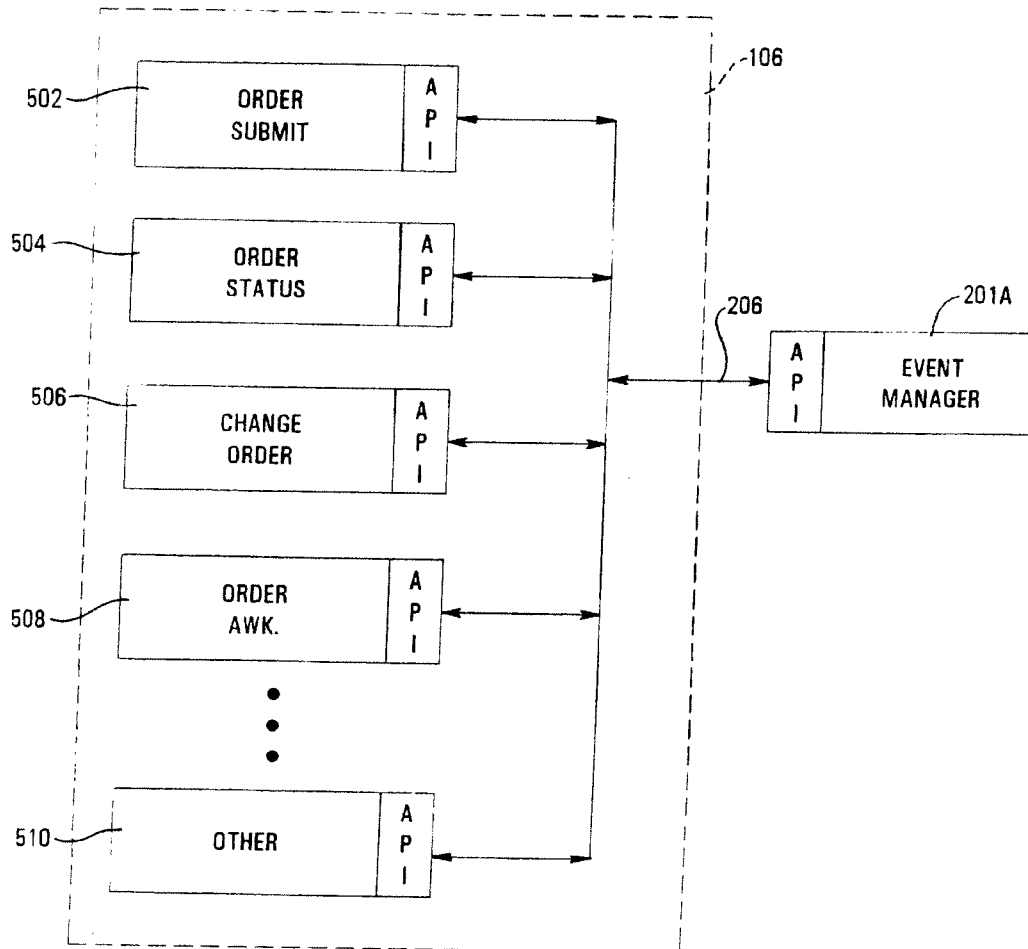 106
502
ORDER
SUBMIT
A
P
I
504
ORDER
STATUS
A
P
I
206
201A
A
P
I
EVENT
MANAGER
506
CHANGE
ORDER
A
P
I
508
ORDER
AWK.
A
P
I
510
OTHER
A
P
I